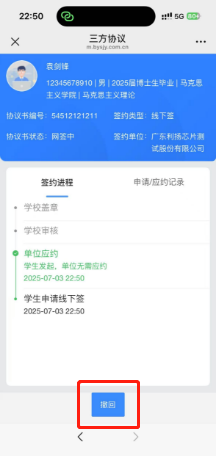 22:50
5G
三方协议
m.byxjy.com.cn
袁剑锋
12345678910 | 男 | 2025届博士生毕业 | 马克思
主义学院 | 马克思主义理论
协议书编号：54512121211 签约类型：线下签
协议书状态：网签中 签约单位：广东利扬芯片测
试股份有限公司
签约进程 申请/应约记录
学校盖章
学校审核
单位应约
学生发起，单位无需应约
2025-07-03 22:50
学生申请线下签
2025-07-03 22:50
撤回